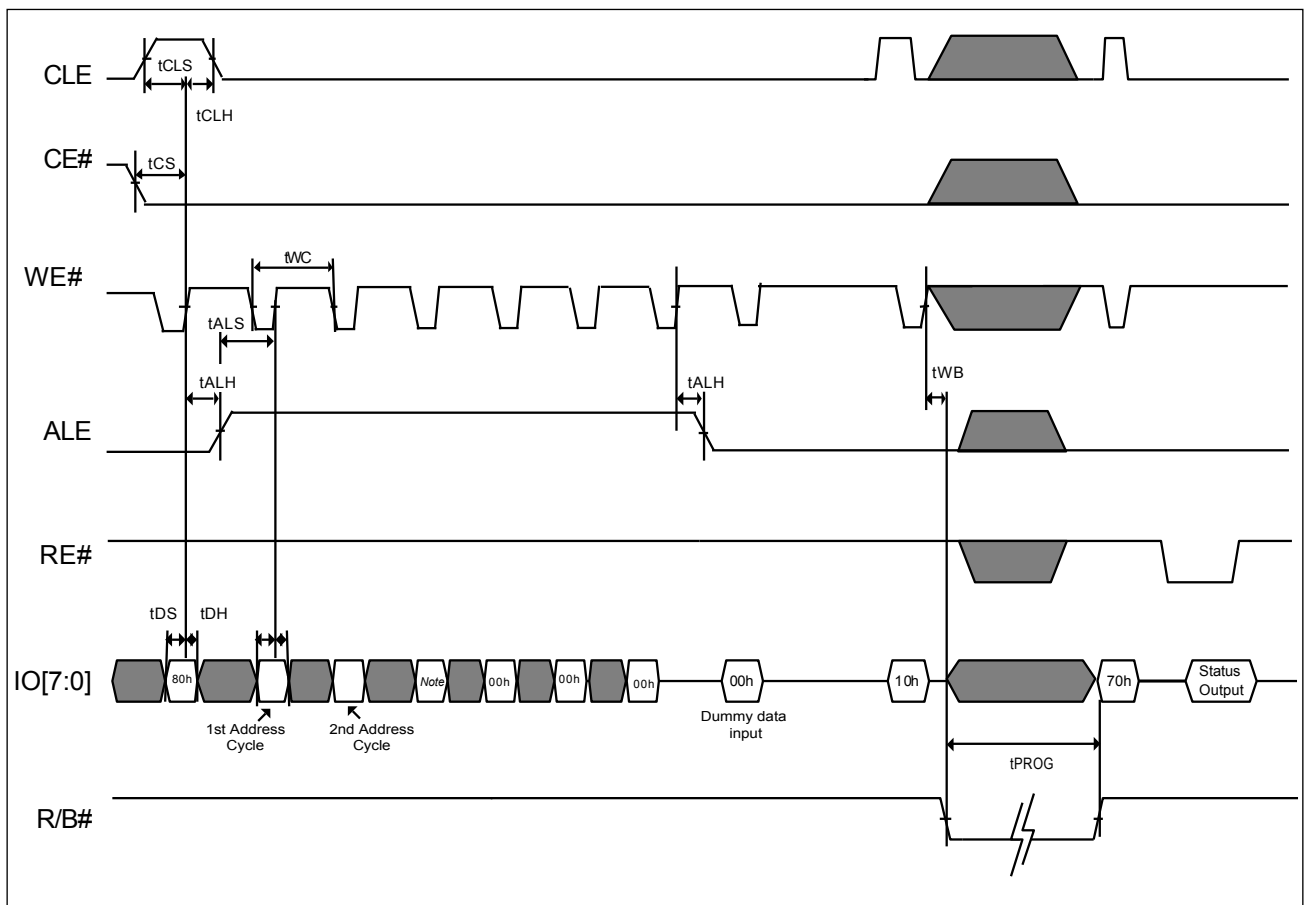 CLE
tCLS
tCLH
CE#
tCS
WE#
tWC
tALS
tALH
tALH
tWB
ALE
RE#
tDS
tDH
IO[7:0]
80h
Note
00h
00h
00h
00h
10h
70h
Status
Output
1st Address
Cycle
2nd Address
Cycle
Dummy data
input
tPROG
R/B#